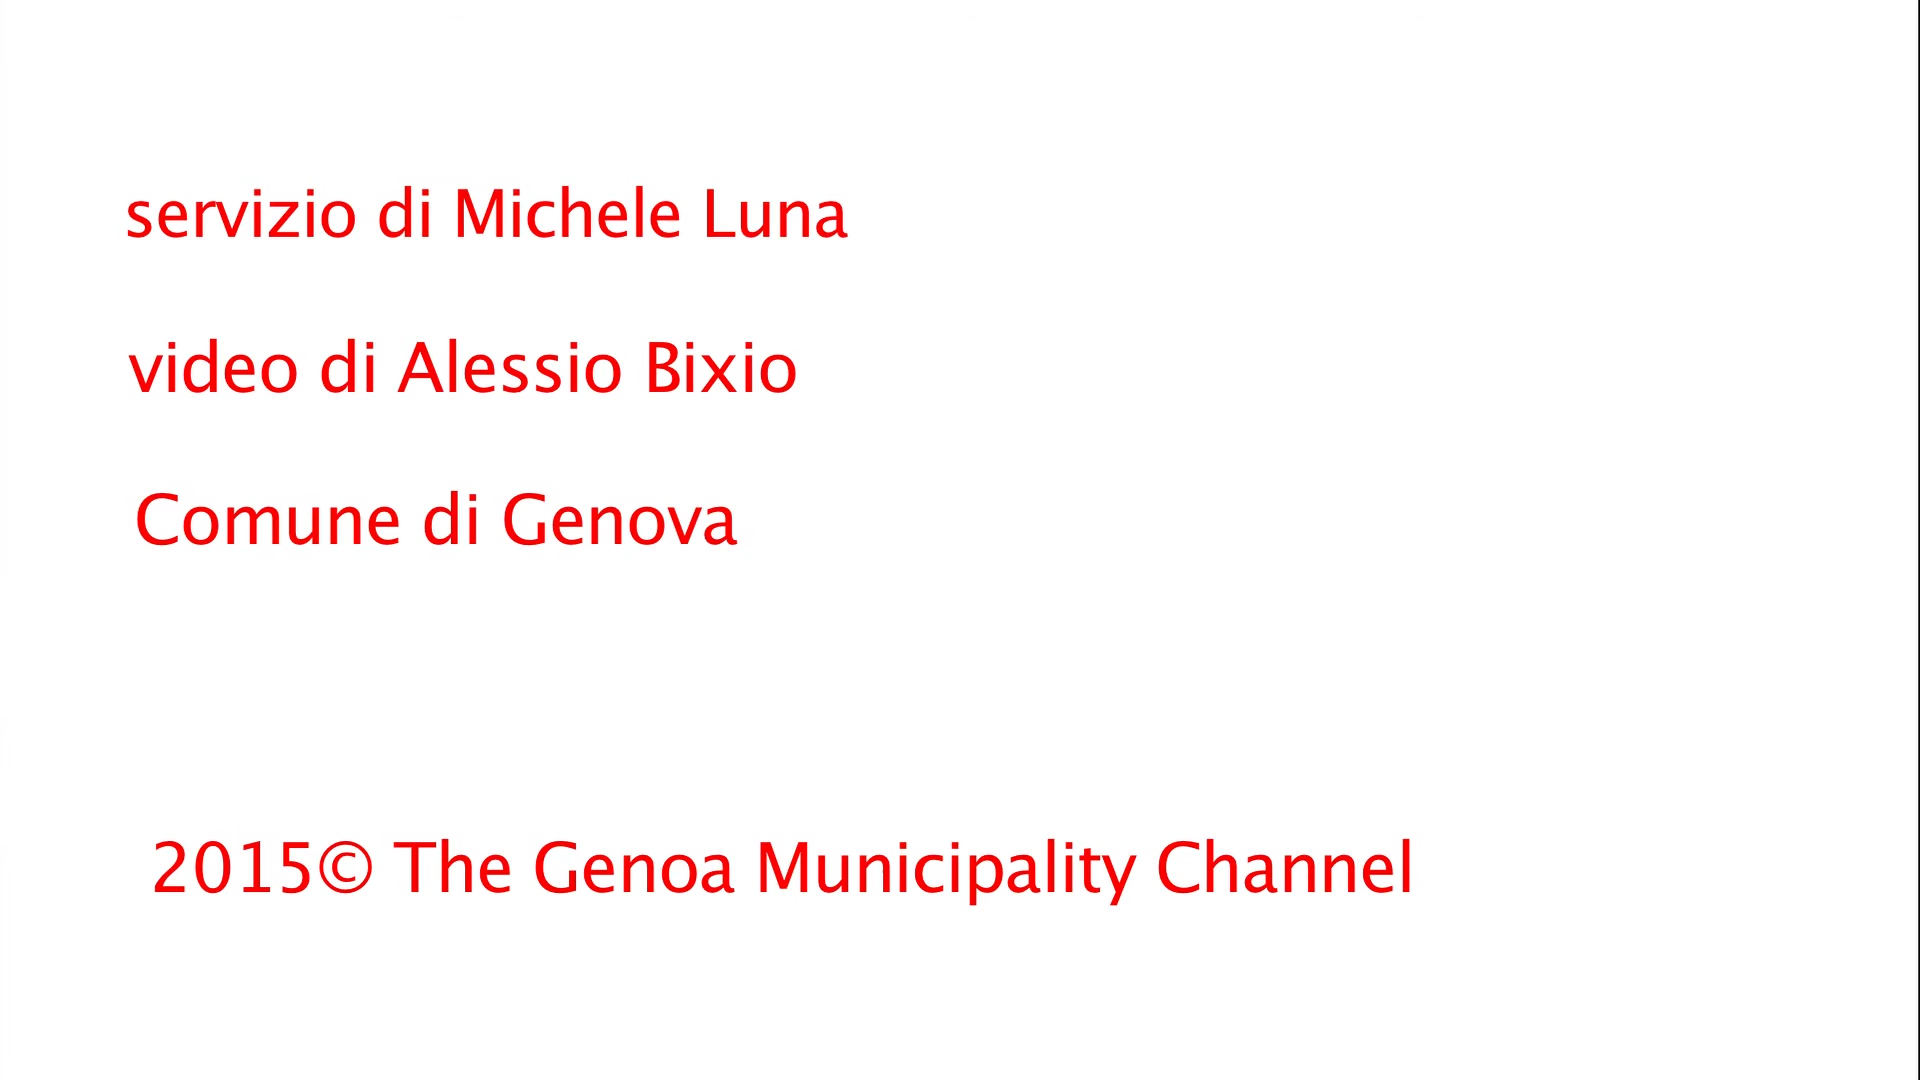 servizio di Michele Luna
video di Alessio Bixio
Comune di Genova
2015© The Genoa Municipality Channel